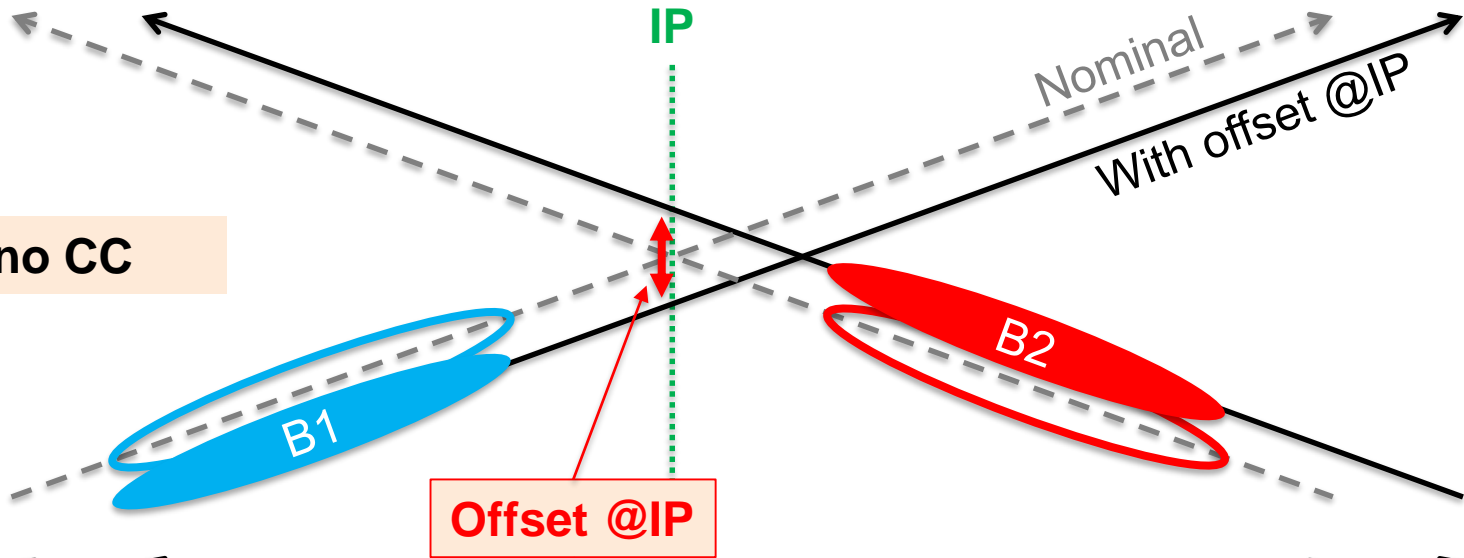 IP
Nominal
With offset @IP
no CC
B2
B1
Offset @IP